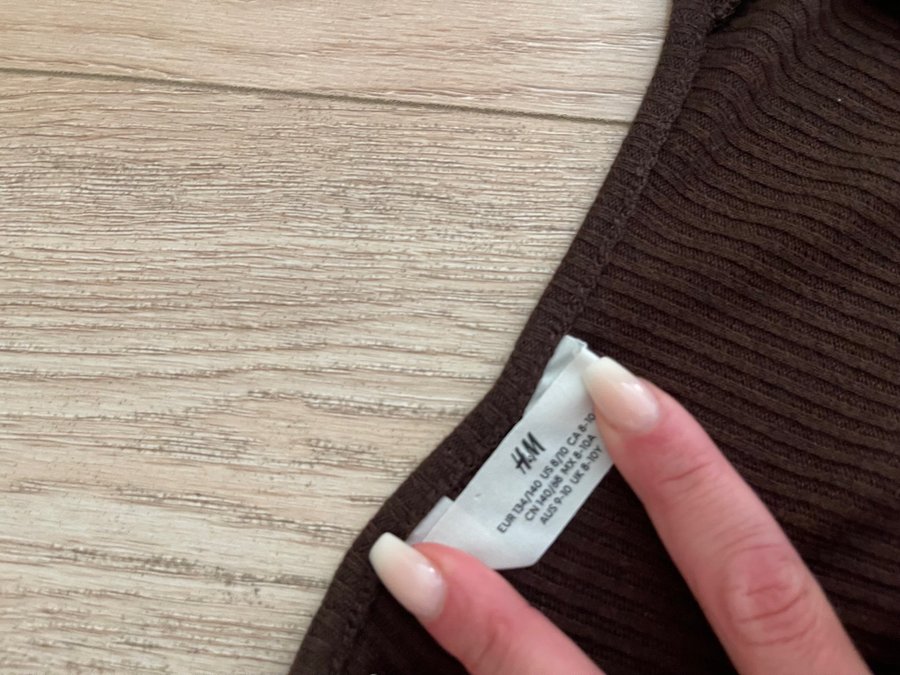 H&M
EUR 134/140 US 8/10 CA 8-10
CN 140/68 MX 8-10A
AUS 9-10 UK 8-10Y